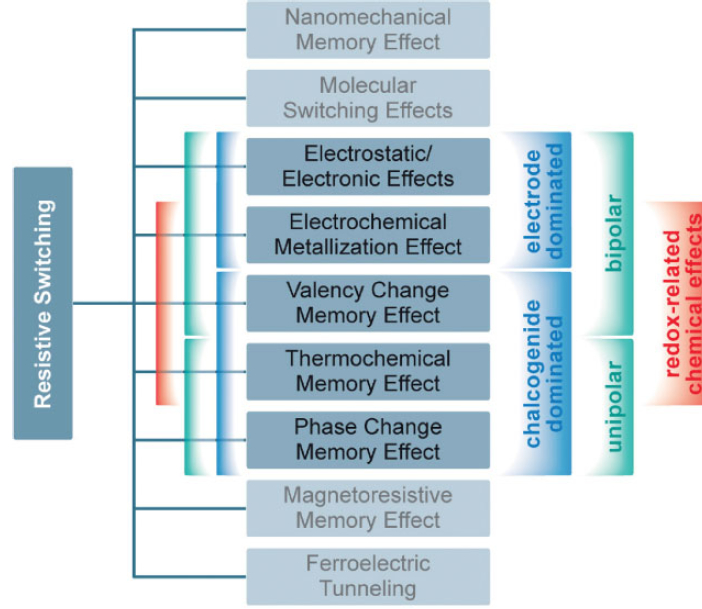 Resistive Switching
Nanomechanical
Memory Effect
Molecular
Switching Effects
Electrostatic/
Electronic Effects
Electrochemical
Metallization Effect
Valency Change
Memory Effect
Thermochemical
Memory Effect
Phase Change
Memory Effect
Magnetoresistive
Memory Effect
Ferroelectric
Tunneling
electrode
dominated
chalcogenide
dominated
bipolar
unipolar
redox-related
chemical effects